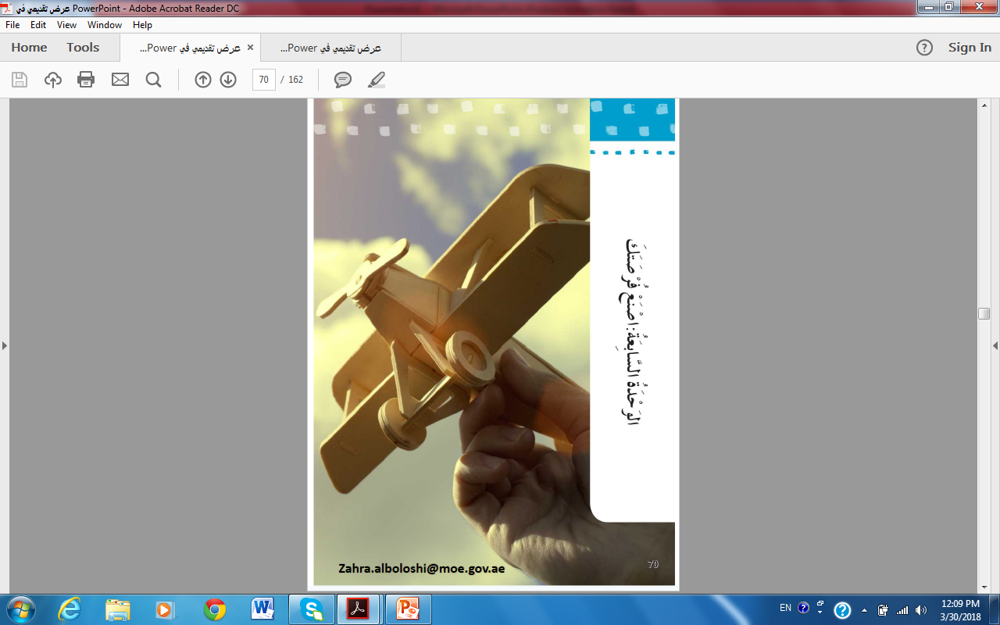 عرض تقديمي في PowerPoint - Adobe Acrobat Reader DC
File Edit View Window Help
Home Tools عرض تقديمي في Power... × عرض تقديمي في Power... Sign In
70 / 162
الوَحْدَةُ السَّابِعَةُ: اصْنَعْ فُرْصَتَكَ
Zahra.alboloshi@moe.gov.ae
70
EN
12:09 PM
3/30/2018